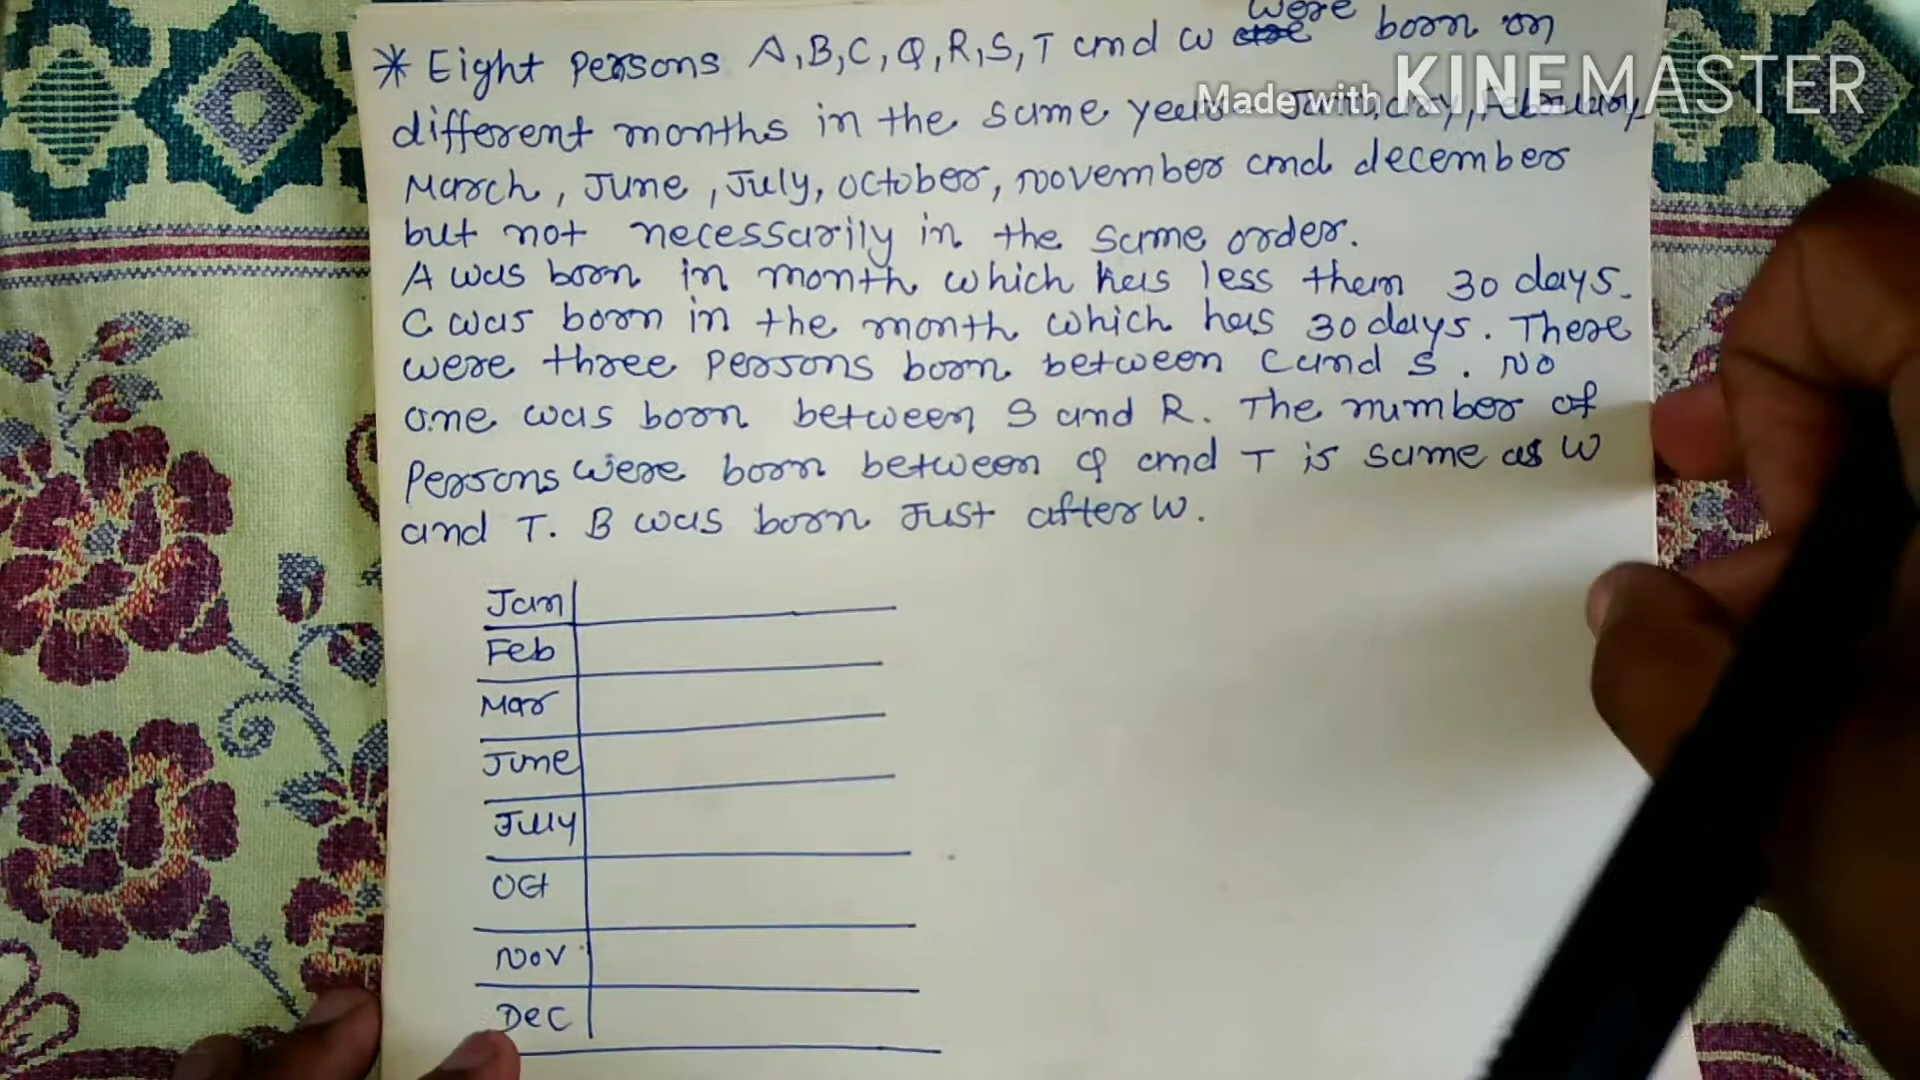 * Eight Persons A, B, C, Q, R, S, T and W were born on
Made with KINEMASTER
different months in the same year January, February,
March, June, July, October, november and december
but not necessarily in the same order.
A was born in month which has less than 30 days.
C was born in the month which has 30 days. There
were three Persons born between C and S. No
one was born between S and R. The number of
Persons were born between Q and T is same as W
and T. B was born Just after W.
Jan
Feb
Mar
June
July
Oct
Nov
Dec